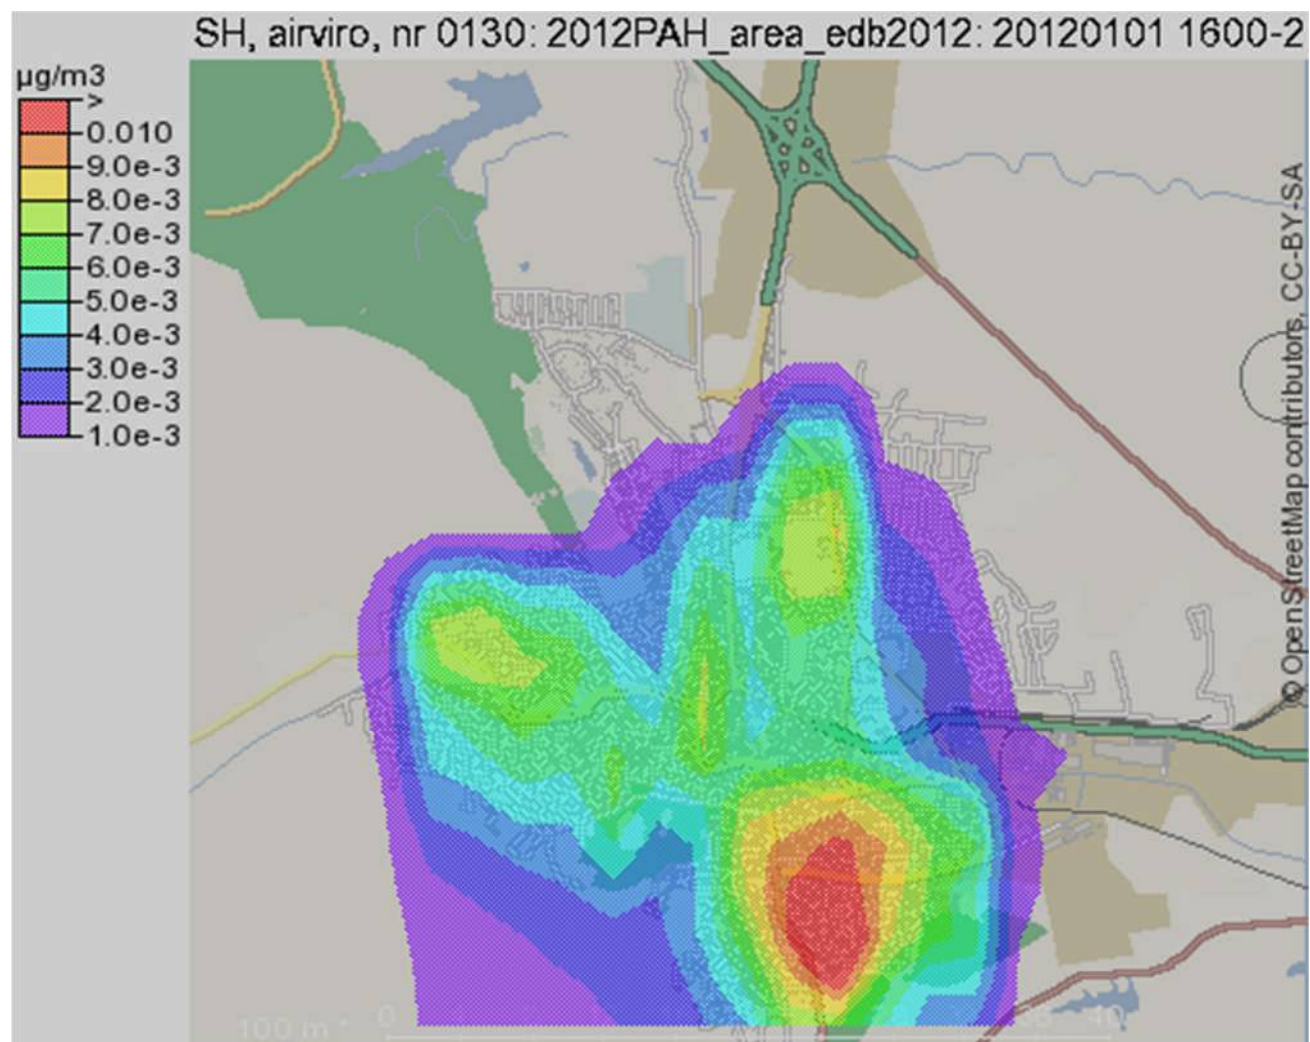 SH, airviro, nr 0130: 2012PAH_area_edb2012: 20120101 1600-2
µg/m3
>
0.010
9.0e-3
8.0e-3
7.0e-3
6.0e-3
5.0e-3
4.0e-3
3.0e-3
2.0e-3
1.0e-3
© OpenStreetMap contributors, CC-BY-SA
100 m * 0
40